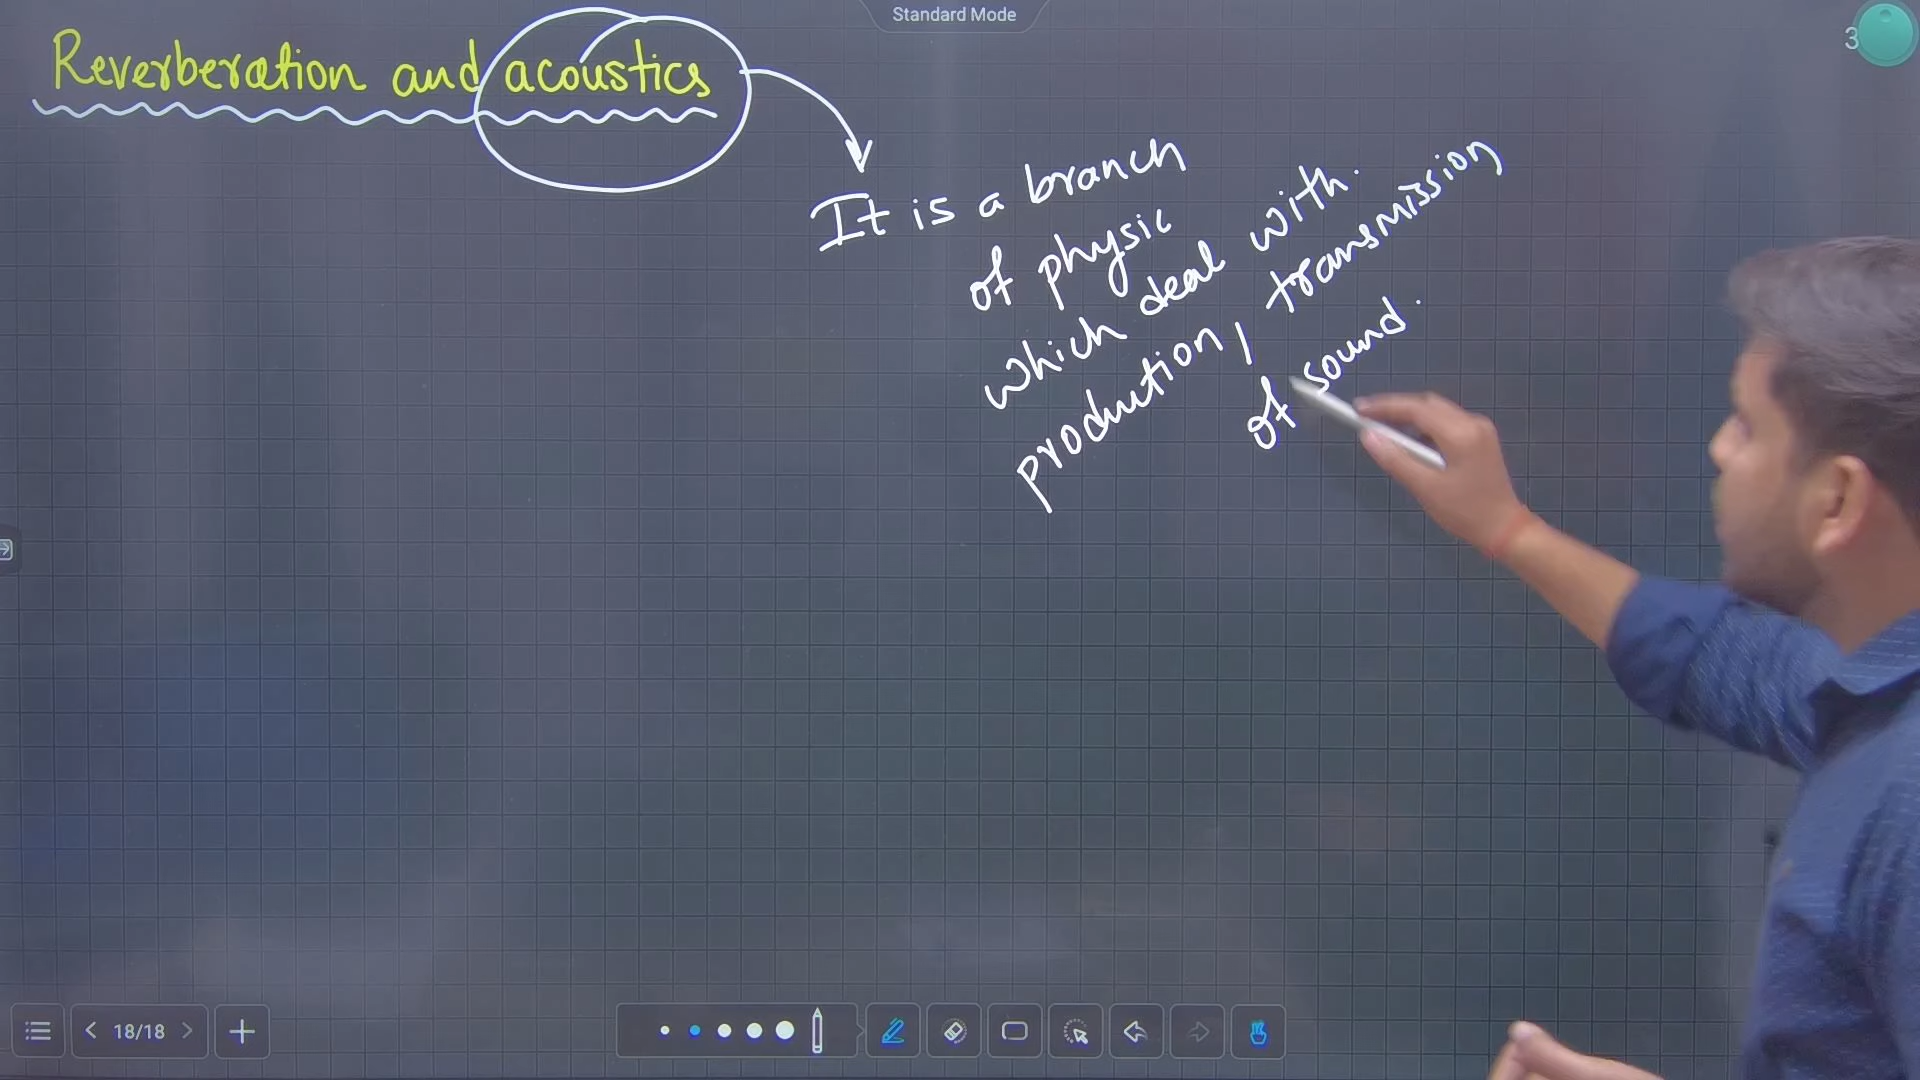 Standard Mode
3
Reverberation and acoustics
It is a branch
of physic
which deal with.
production, transmission
of sound.
18/18